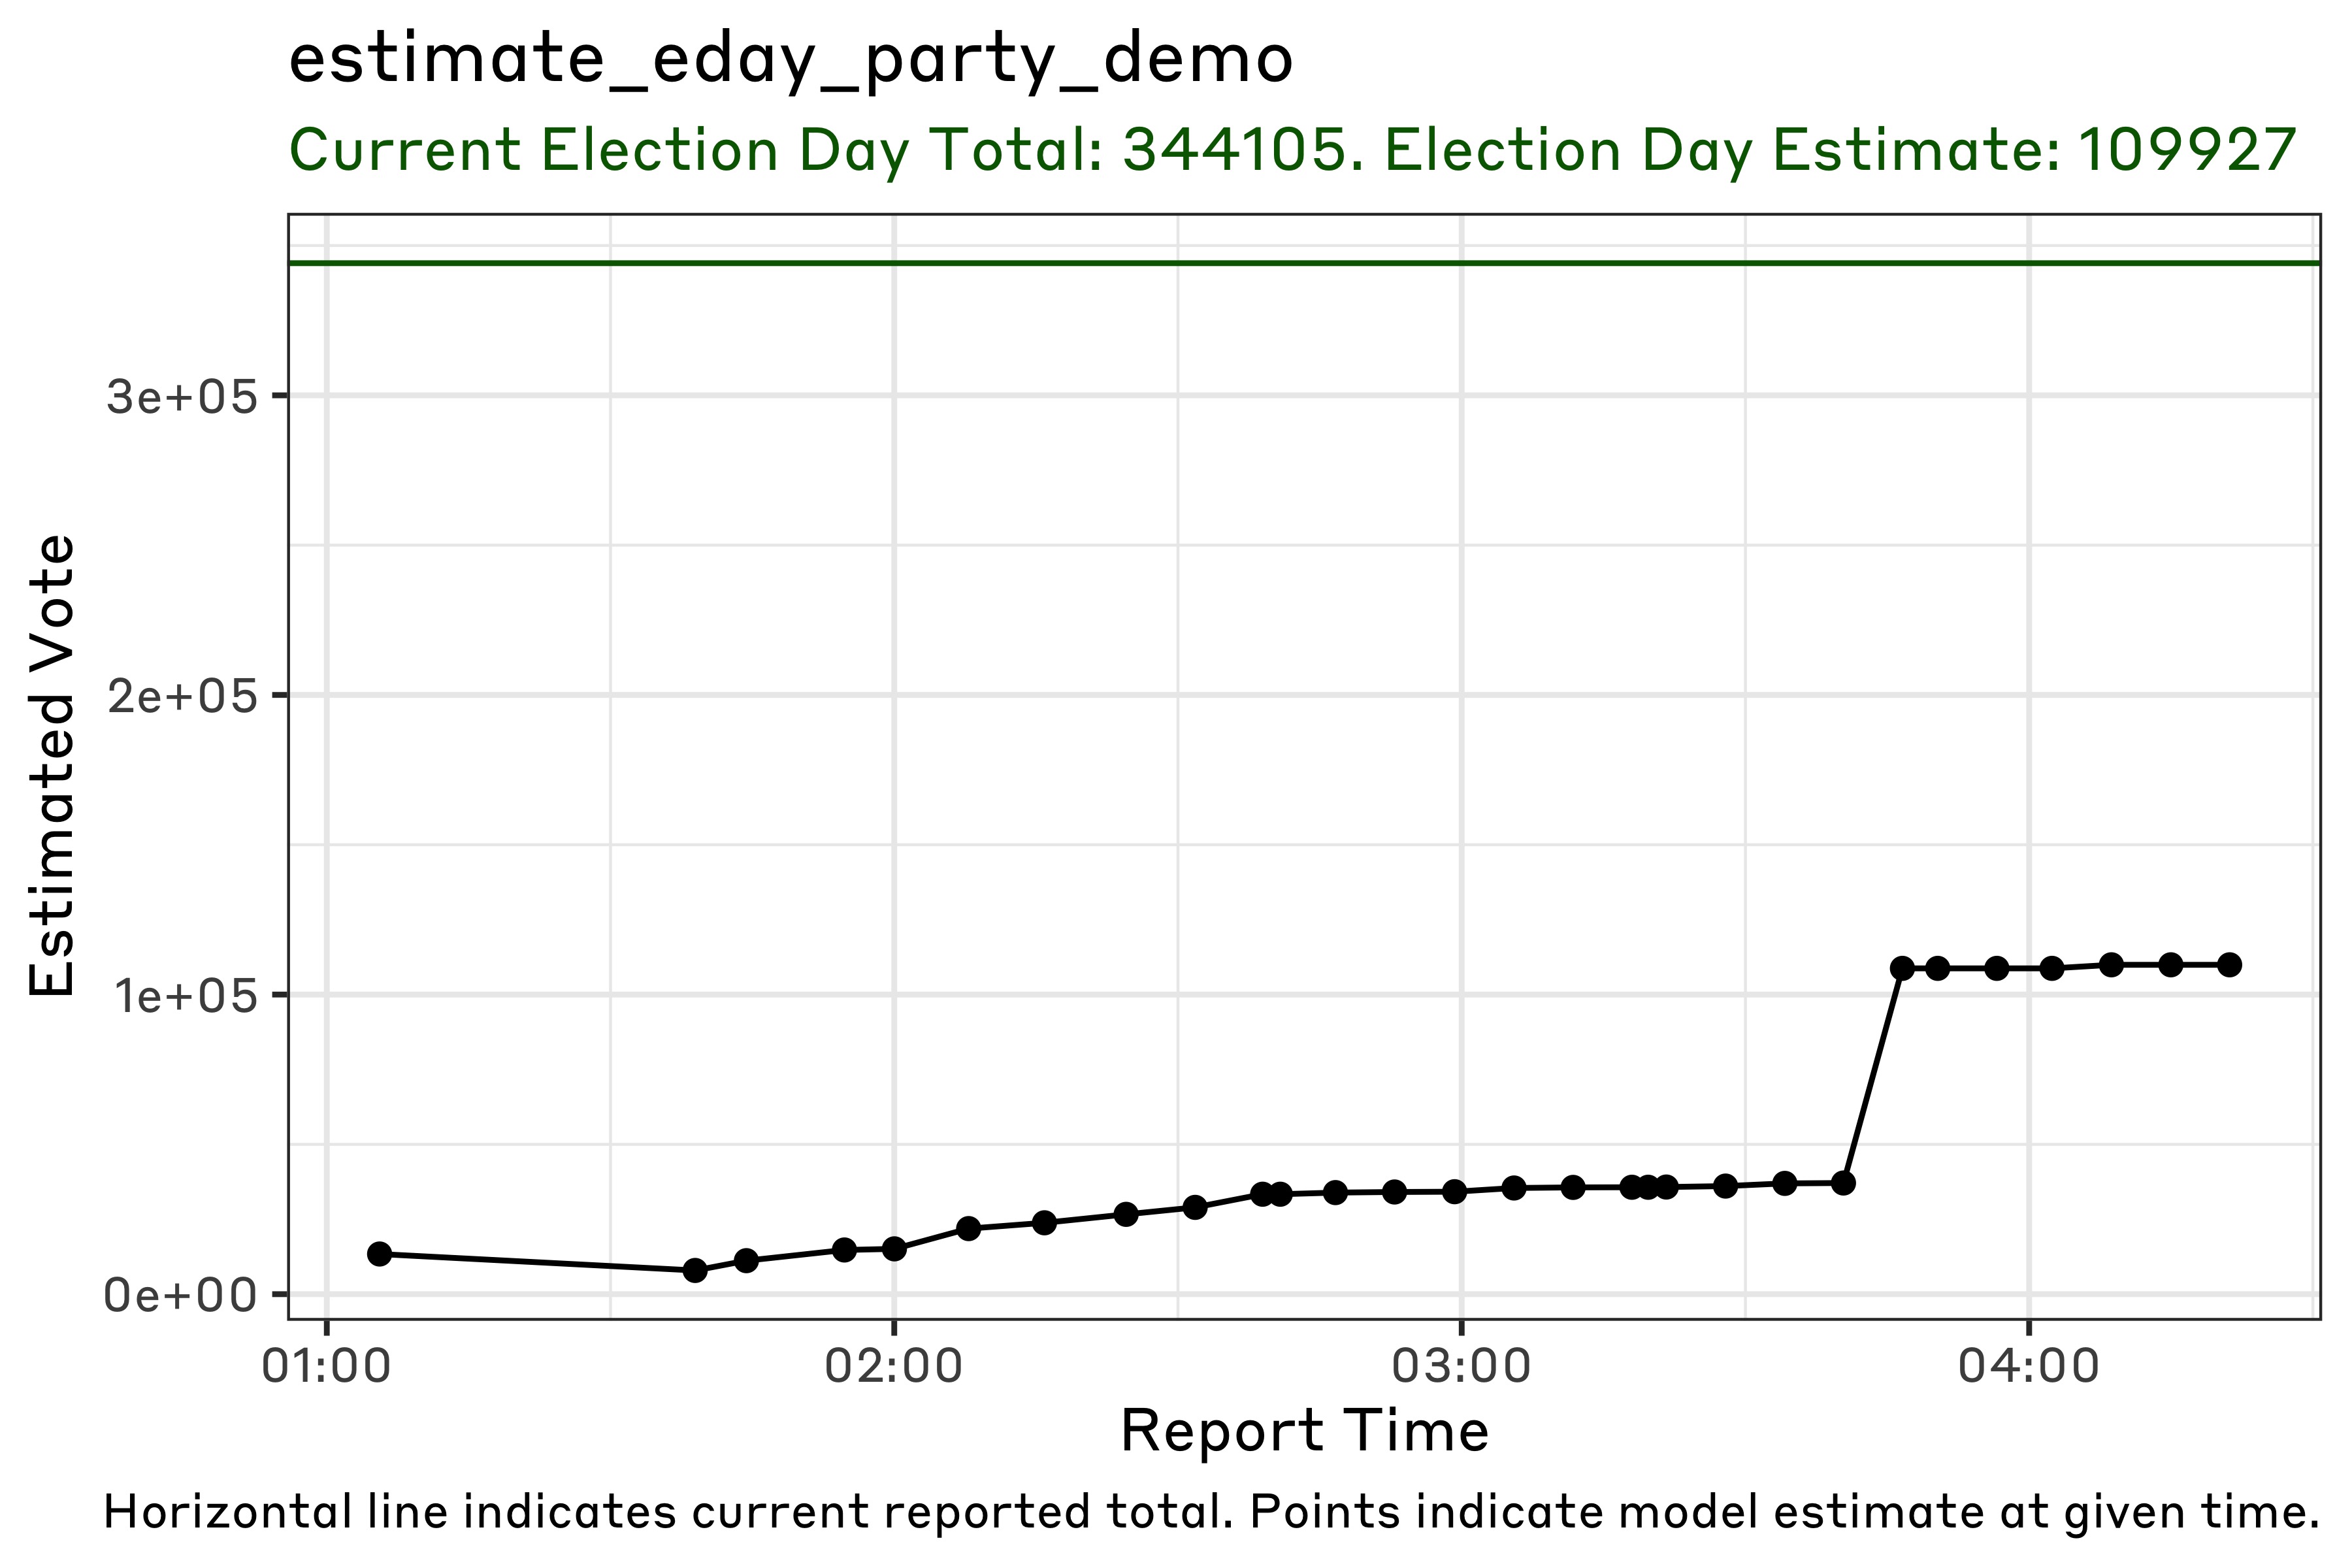 estimate_eday_party_demo
Current Election Day Total: 344105. Election Day Estimate: 109927
Estimated Vote
3e+05
2e+05
1e+05
0e+00
01:00 02:00 03:00 04:00
Report Time
Horizontal line indicates current reported total. Points indicate model estimate at given time.